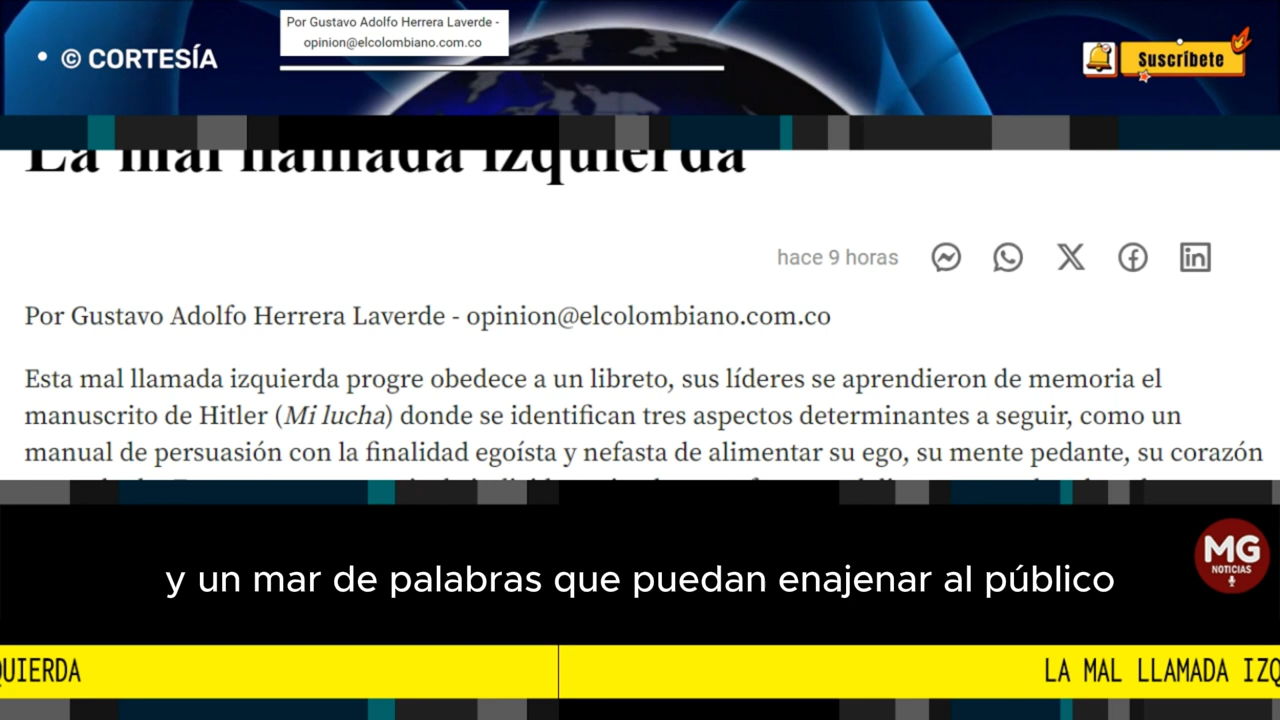 Por Gustavo Adolfo Herrera Laverde -
opinion@elcolombiano.com.co
• © CORTESÍA
Suscríbete
La mal llamada izquierda
hace 9 horas
Por Gustavo Adolfo Herrera Laverde - opinion@elcolombiano.com.co
Esta mal llamada izquierda progre obedece a un libreto, sus líderes se aprendieron de memoria el
manuscrito de Hitler (Mi lucha) donde se identifican tres aspectos determinantes a seguir, como un
manual de persuasión con la finalidad egoísta y nefasta de alimentar su ego, su mente pedante, su corazón
MG
NOTICIAS
y un mar de palabras que puedan enajenar al público
QUIERDA
LA MAL LLAMADA IZQ